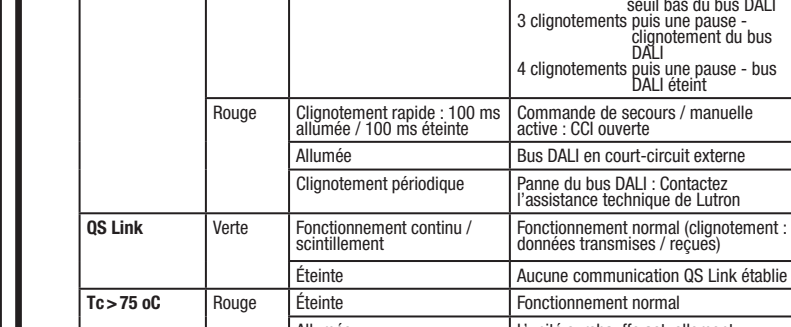 seuil bas du bus DALI
3 clignotements puis une pause -
clignotement du bus
DALI
4 clignotements puis une pause - bus
DALI éteint
Rouge
Clignotement rapide : 100 ms
allumée / 100 ms éteinte
Commande de secours / manuelle
active : CCI ouverte
Allumée
Bus DALI en court-circuit externe
Clignotement périodique
Panne du bus DALI : Contactez
l'assistance technique de Lutron
QS Link
Verte
Fonctionnement continu /
scintillement
Fonctionnement normal (clignotement :
données transmises / reçues)
Éteinte
Aucune communication QS Link établie
Tc > 75 oC
Rouge
Éteinte
Fonctionnement normal